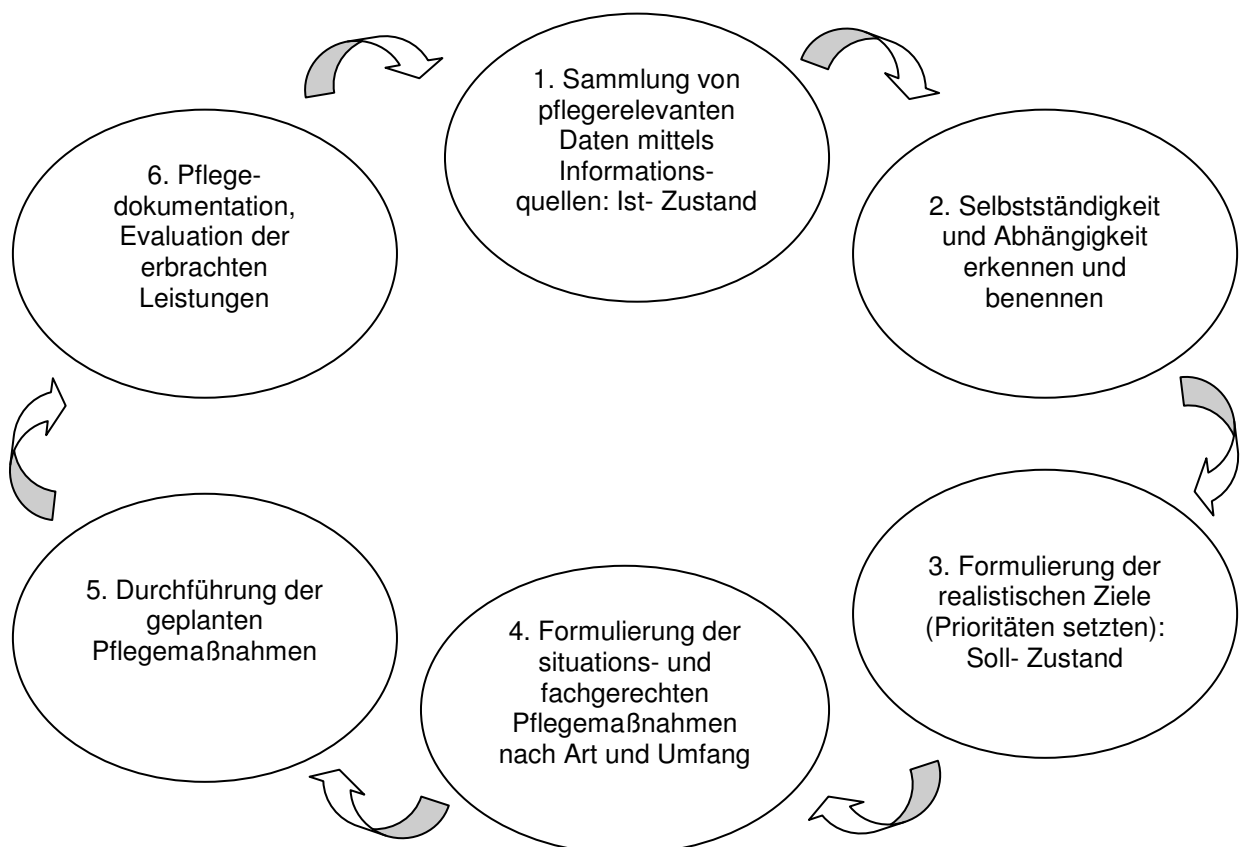 1. Sammlung von
pflegerelevanten
Daten mittels
Informations-
quellen: Ist- Zustand
2. Selbstständigkeit
und Abhängigkeit
erkennen und
benennen
3. Formulierung der
realistischen Ziele
(Prioritäten setzten):
Soll- Zustand
4. Formulierung der
situations- und
fachgerechten
Pflegemaßnahmen
nach Art und Umfang
5. Durchführung der
geplanten
Pflegemaßnahmen
6. Pflege-
dokumentation,
Evaluation der
erbrachten
Leistungen